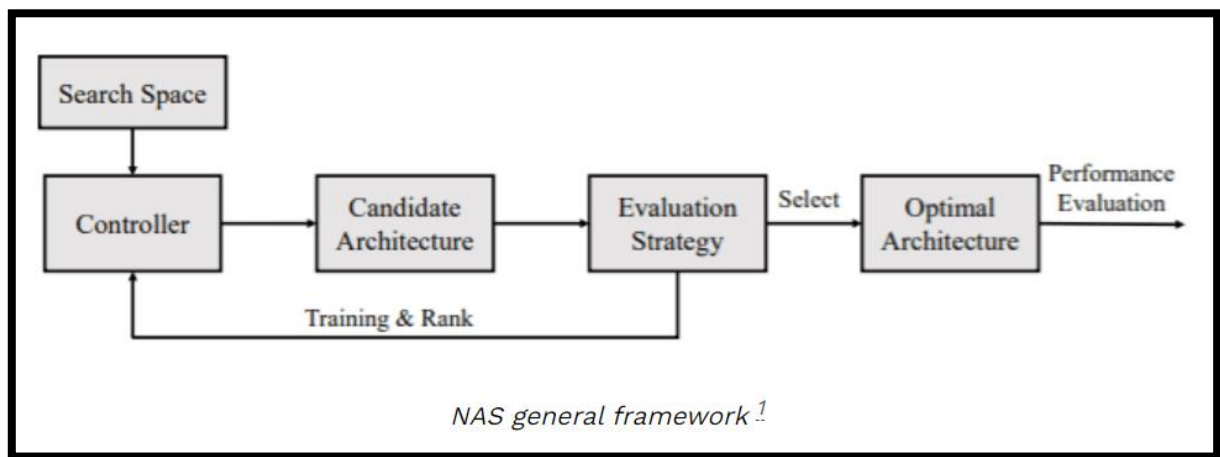 Search Space
Controller
Candidate
Architecture
Evaluation
Strategy
Select
Optimal
Architecture
Performance
Evaluation
Training & Rank
NAS general framework 1